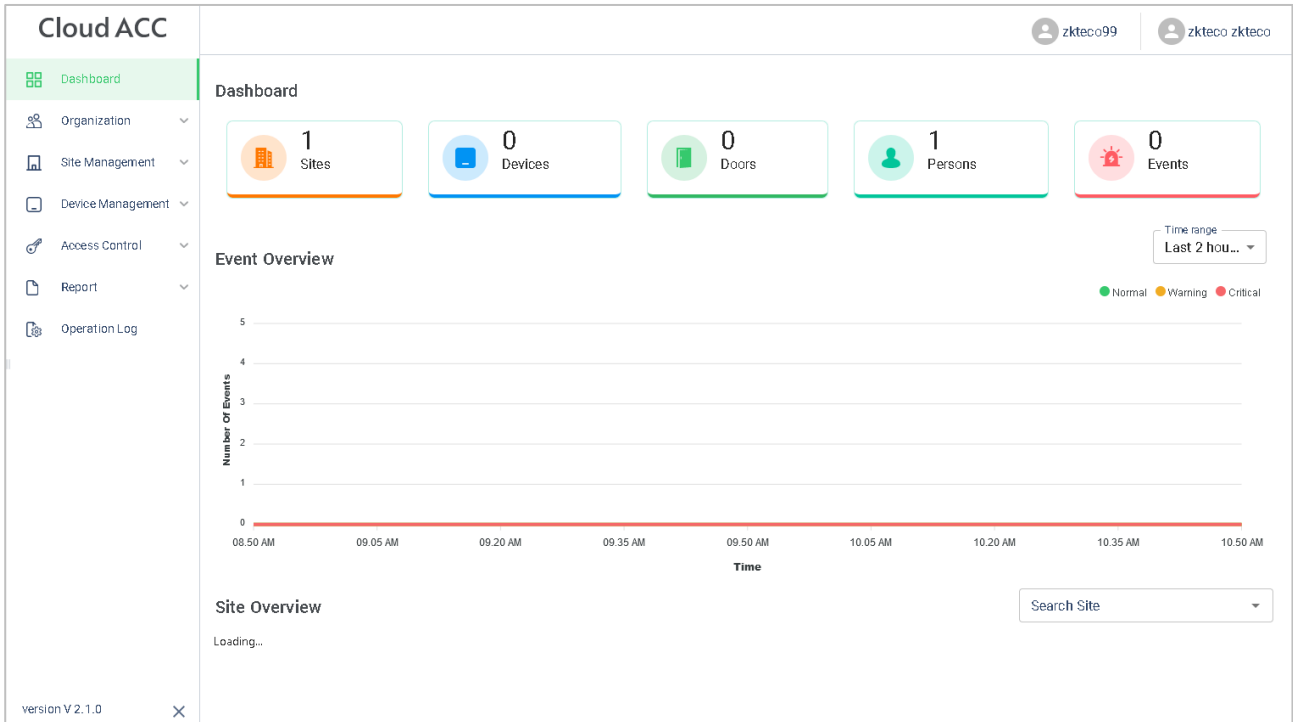 Cloud ACC
zkteco99
zkteco zkteco
Dashboard
Organization
Site Management
Device Management
Access Control
Report
Operation Log
version V 2.1.0
Dashboard
1
Sites
0
Devices
0
Doors
1
Persons
0
Events
Event Overview
Time range
Last 2 hou...
Normal
Warning
Critical
Number Of Events
5
4
3
2
1
0
08.50 AM 09.05 AM 09.20 AM 09.35 AM 09.50 AM 10.05 AM 10.20 AM 10.35 AM 10.50 AM
Time
Site Overview
Search Site
Loading...